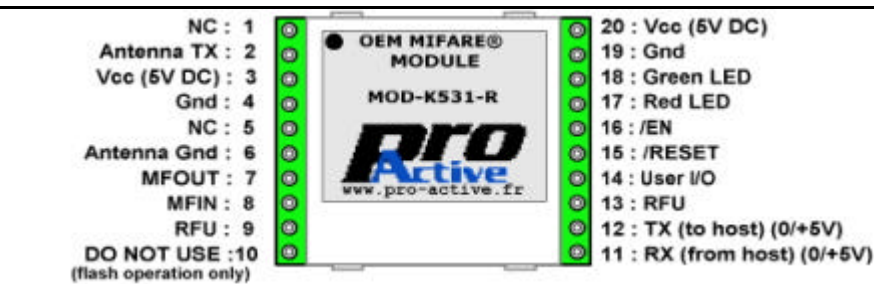 NC : 1
Antenna TX : 2
Vcc (5V DC) : 3
Gnd : 4
NC : 5
Antenna Gnd : 6
MFOUT : 7
MFIN : 8
RFU : 9
DO NOT USE :10
(flash operation only)
OEM MIFARE®
MODULE
MOD-K531-R
pro
Active
www.pro-active.fr
20 : Vcc (5V DC)
19 : Gnd
18 : Green LED
17 : Red LED
16 : /EN
15 : /RESET
14 : User I/O
13 : RFU
12 : TX (to host) (0/+5V)
11 : RX (from host) (0/+5V)